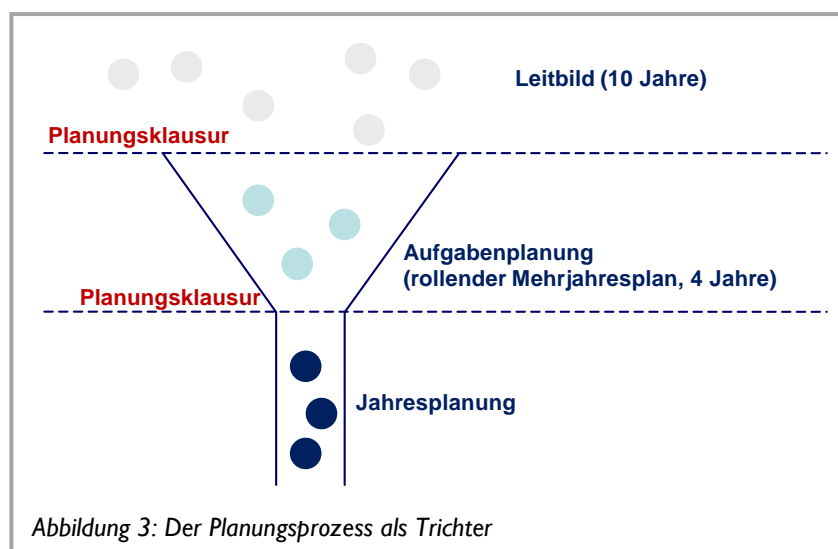 Leitbild (10 Jahre)
Planungsklausur
Aufgabenplanung
(rollender Mehrjahresplan, 4 Jahre)
Planungsklausur
Jahresplanung
Abbildung 3: Der Planungsprozess als Trichter